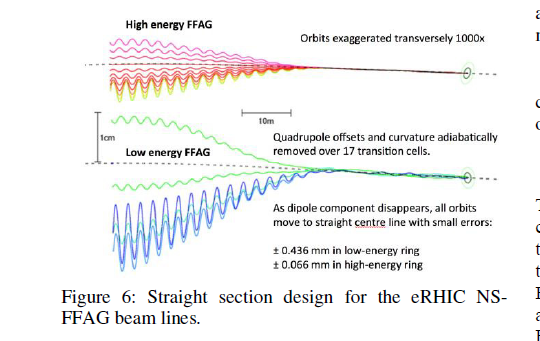 High energy FFAG
Orbits exaggerated transversely 1000x
10m
1cm
Quadrupole offsets and curvature adiabatically
removed over 17 transition cells.
Low energy FFAG
As dipole component disappears, all orbits
move to straight centre line with small errors:
± 0.436 mm in low-energy ring
± 0.066 mm in high-energy ring
Figure 6: Straight section design for the eRHIC NS-
FFAG beam lines.